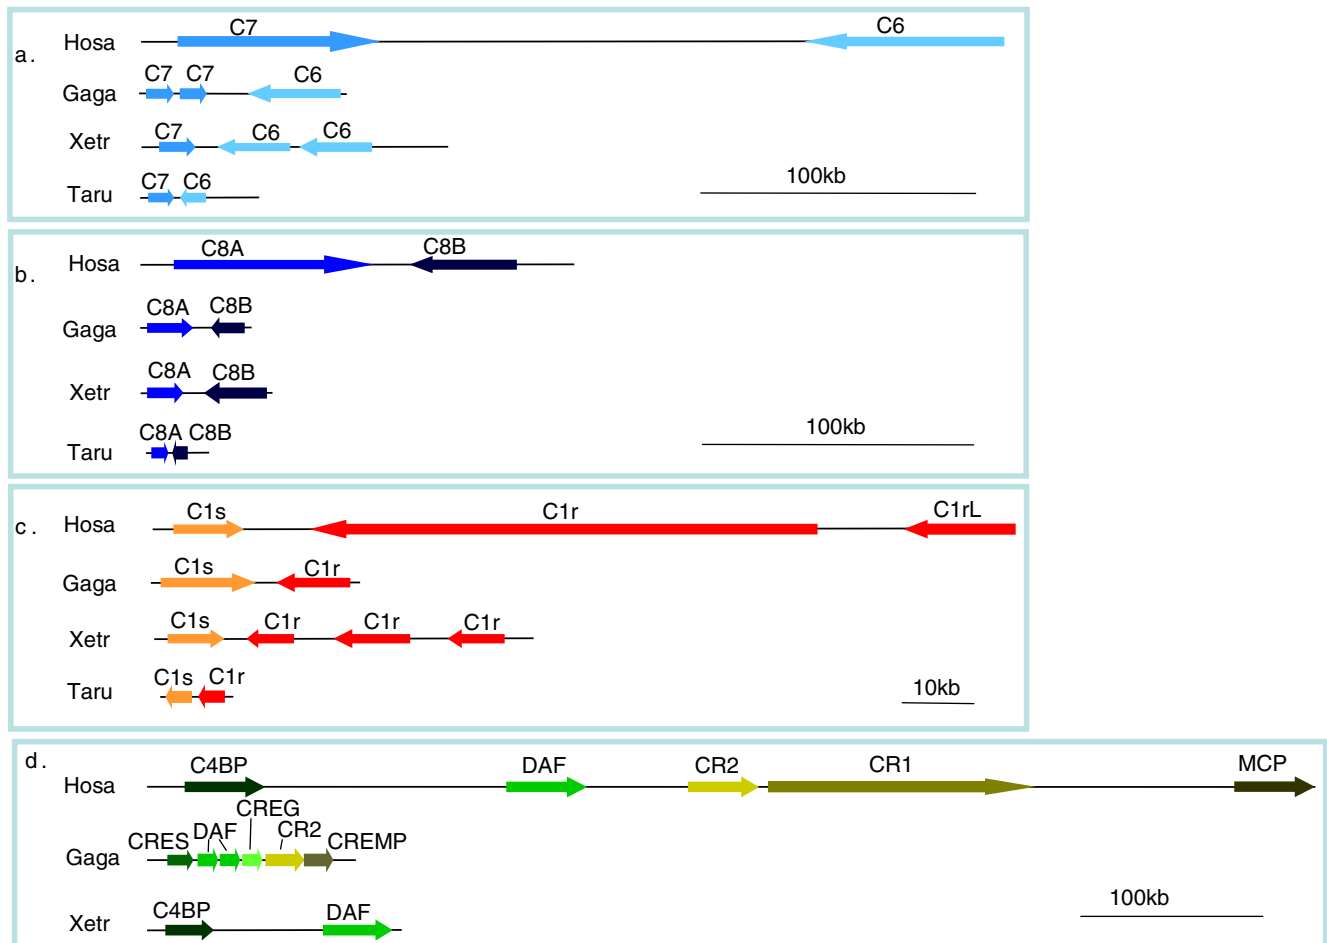 a.
Hosa C7 C6
Gaga C7 C7 C6
Xetr C7 C6 C6
Taru C7 C6
100kb
b.
Hosa C8A C8B
Gaga C8A C8B
Xetr C8A C8B
Taru C8A C8B
100kb
c.
Hosa C1s C1r C1rL
Gaga C1s C1r
Xetr C1s C1r C1r C1r
Taru C1s C1r
10kb
d.
Hosa C4BP DAF CR2 CR1 MCP
Gaga CRES DAF CREG CR2 CREMP
100kb
Xetr C4BP DAF